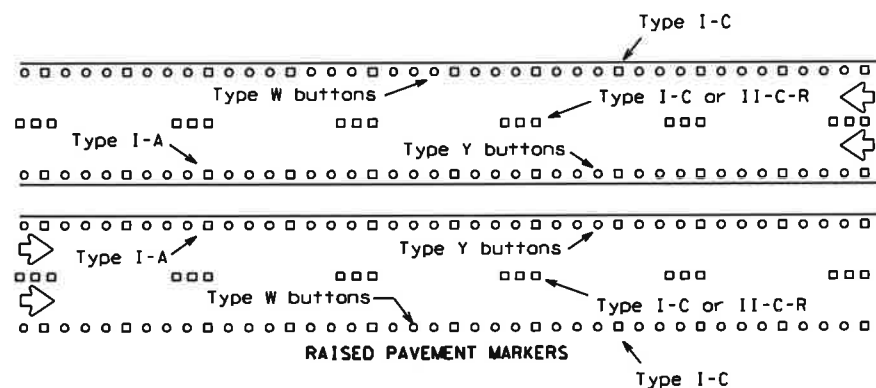 Type I-C
Type W buttons
Type I-C or II-C-R
Type I-A
Type Y buttons
Type I-A
Type Y buttons
Type W buttons
Type I-C or II-C-R
RAISED PAVEMENT MARKERS
Type I-C